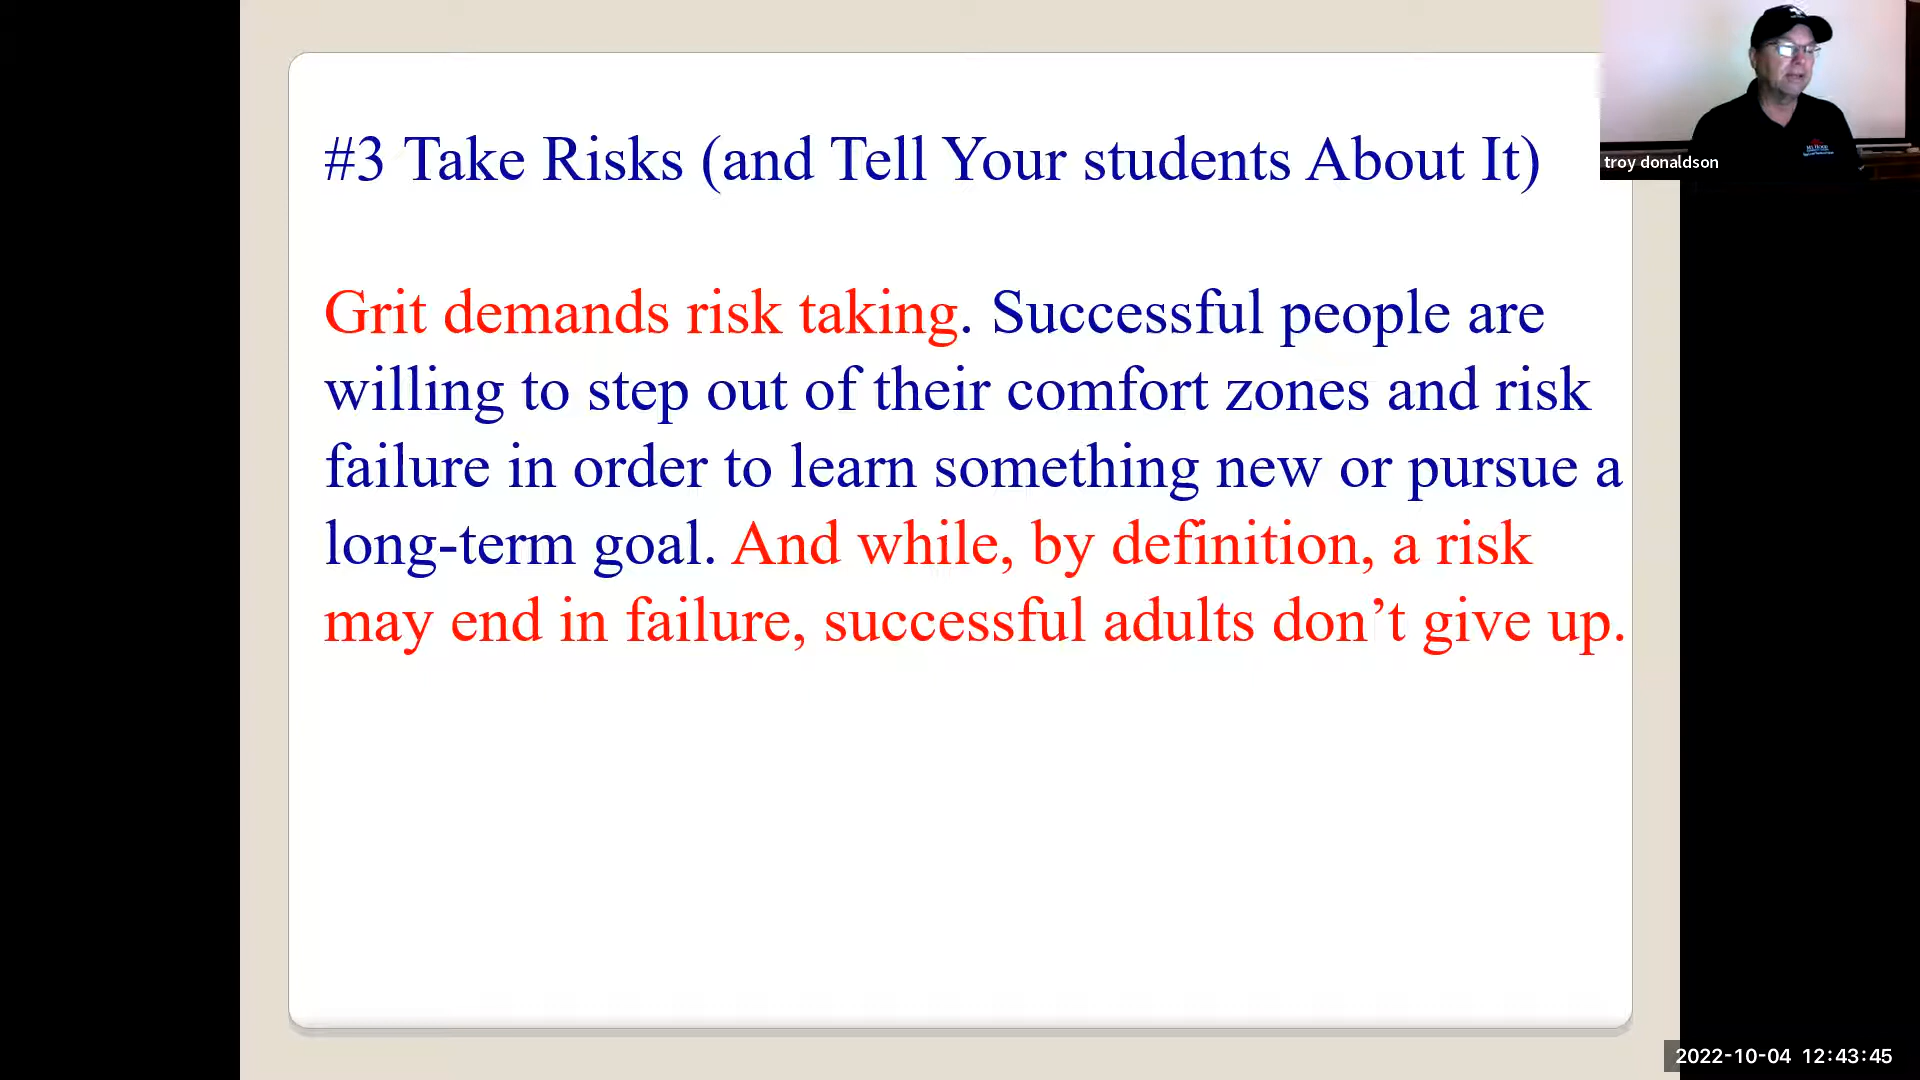 #3 Take Risks (and Tell Your students About It)
Grit demands risk taking. Successful people are
willing to step out of their comfort zones and risk
failure in order to learn something new or pursue a
long-term goal. And while, by definition, a risk
may end in failure, successful adults don’t give up.
troy donaldson
2022-10-04 12:43:45